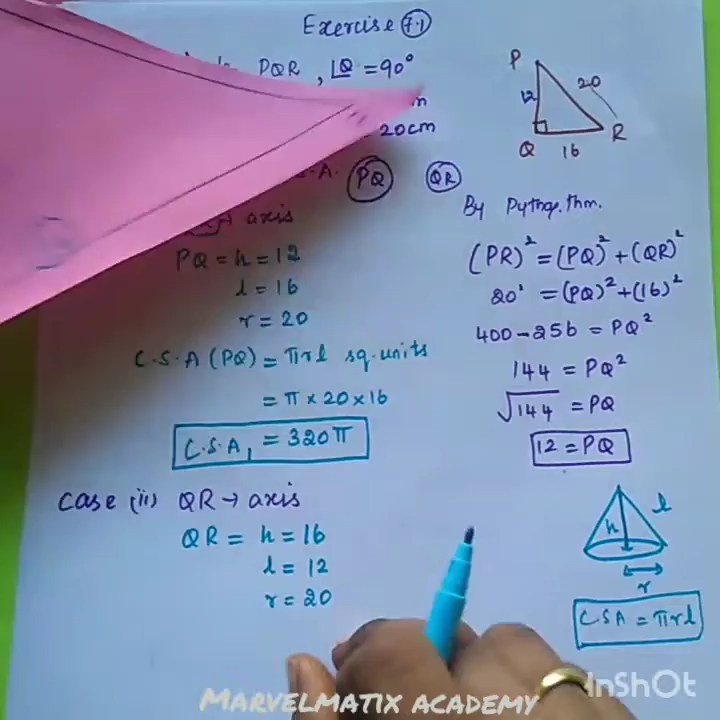 Exercise 7.1
PQR, ∟Q = 90°
m
= 20cm
S.A. PQ QR
axis
PQ = h = 12
l = 16
r = 20
C.S.A (PQ) = πrl sq.units
= π × 20 × 16
C.S.A₁ = 320π
Case (ii) QR → axis
QR = h = 16
l = 12
r = 20
P
12
20
Q
16
R
By Pythag. thm.
(PR)² = (PQ)² + (QR)²
20² = (PQ)² + (16)²
400 - 256 = PQ²
144 = PQ²
√144 = PQ
12 = PQ
h
l
r
CSA = πrl
MARVELMATIX ACADEMY
InShOt